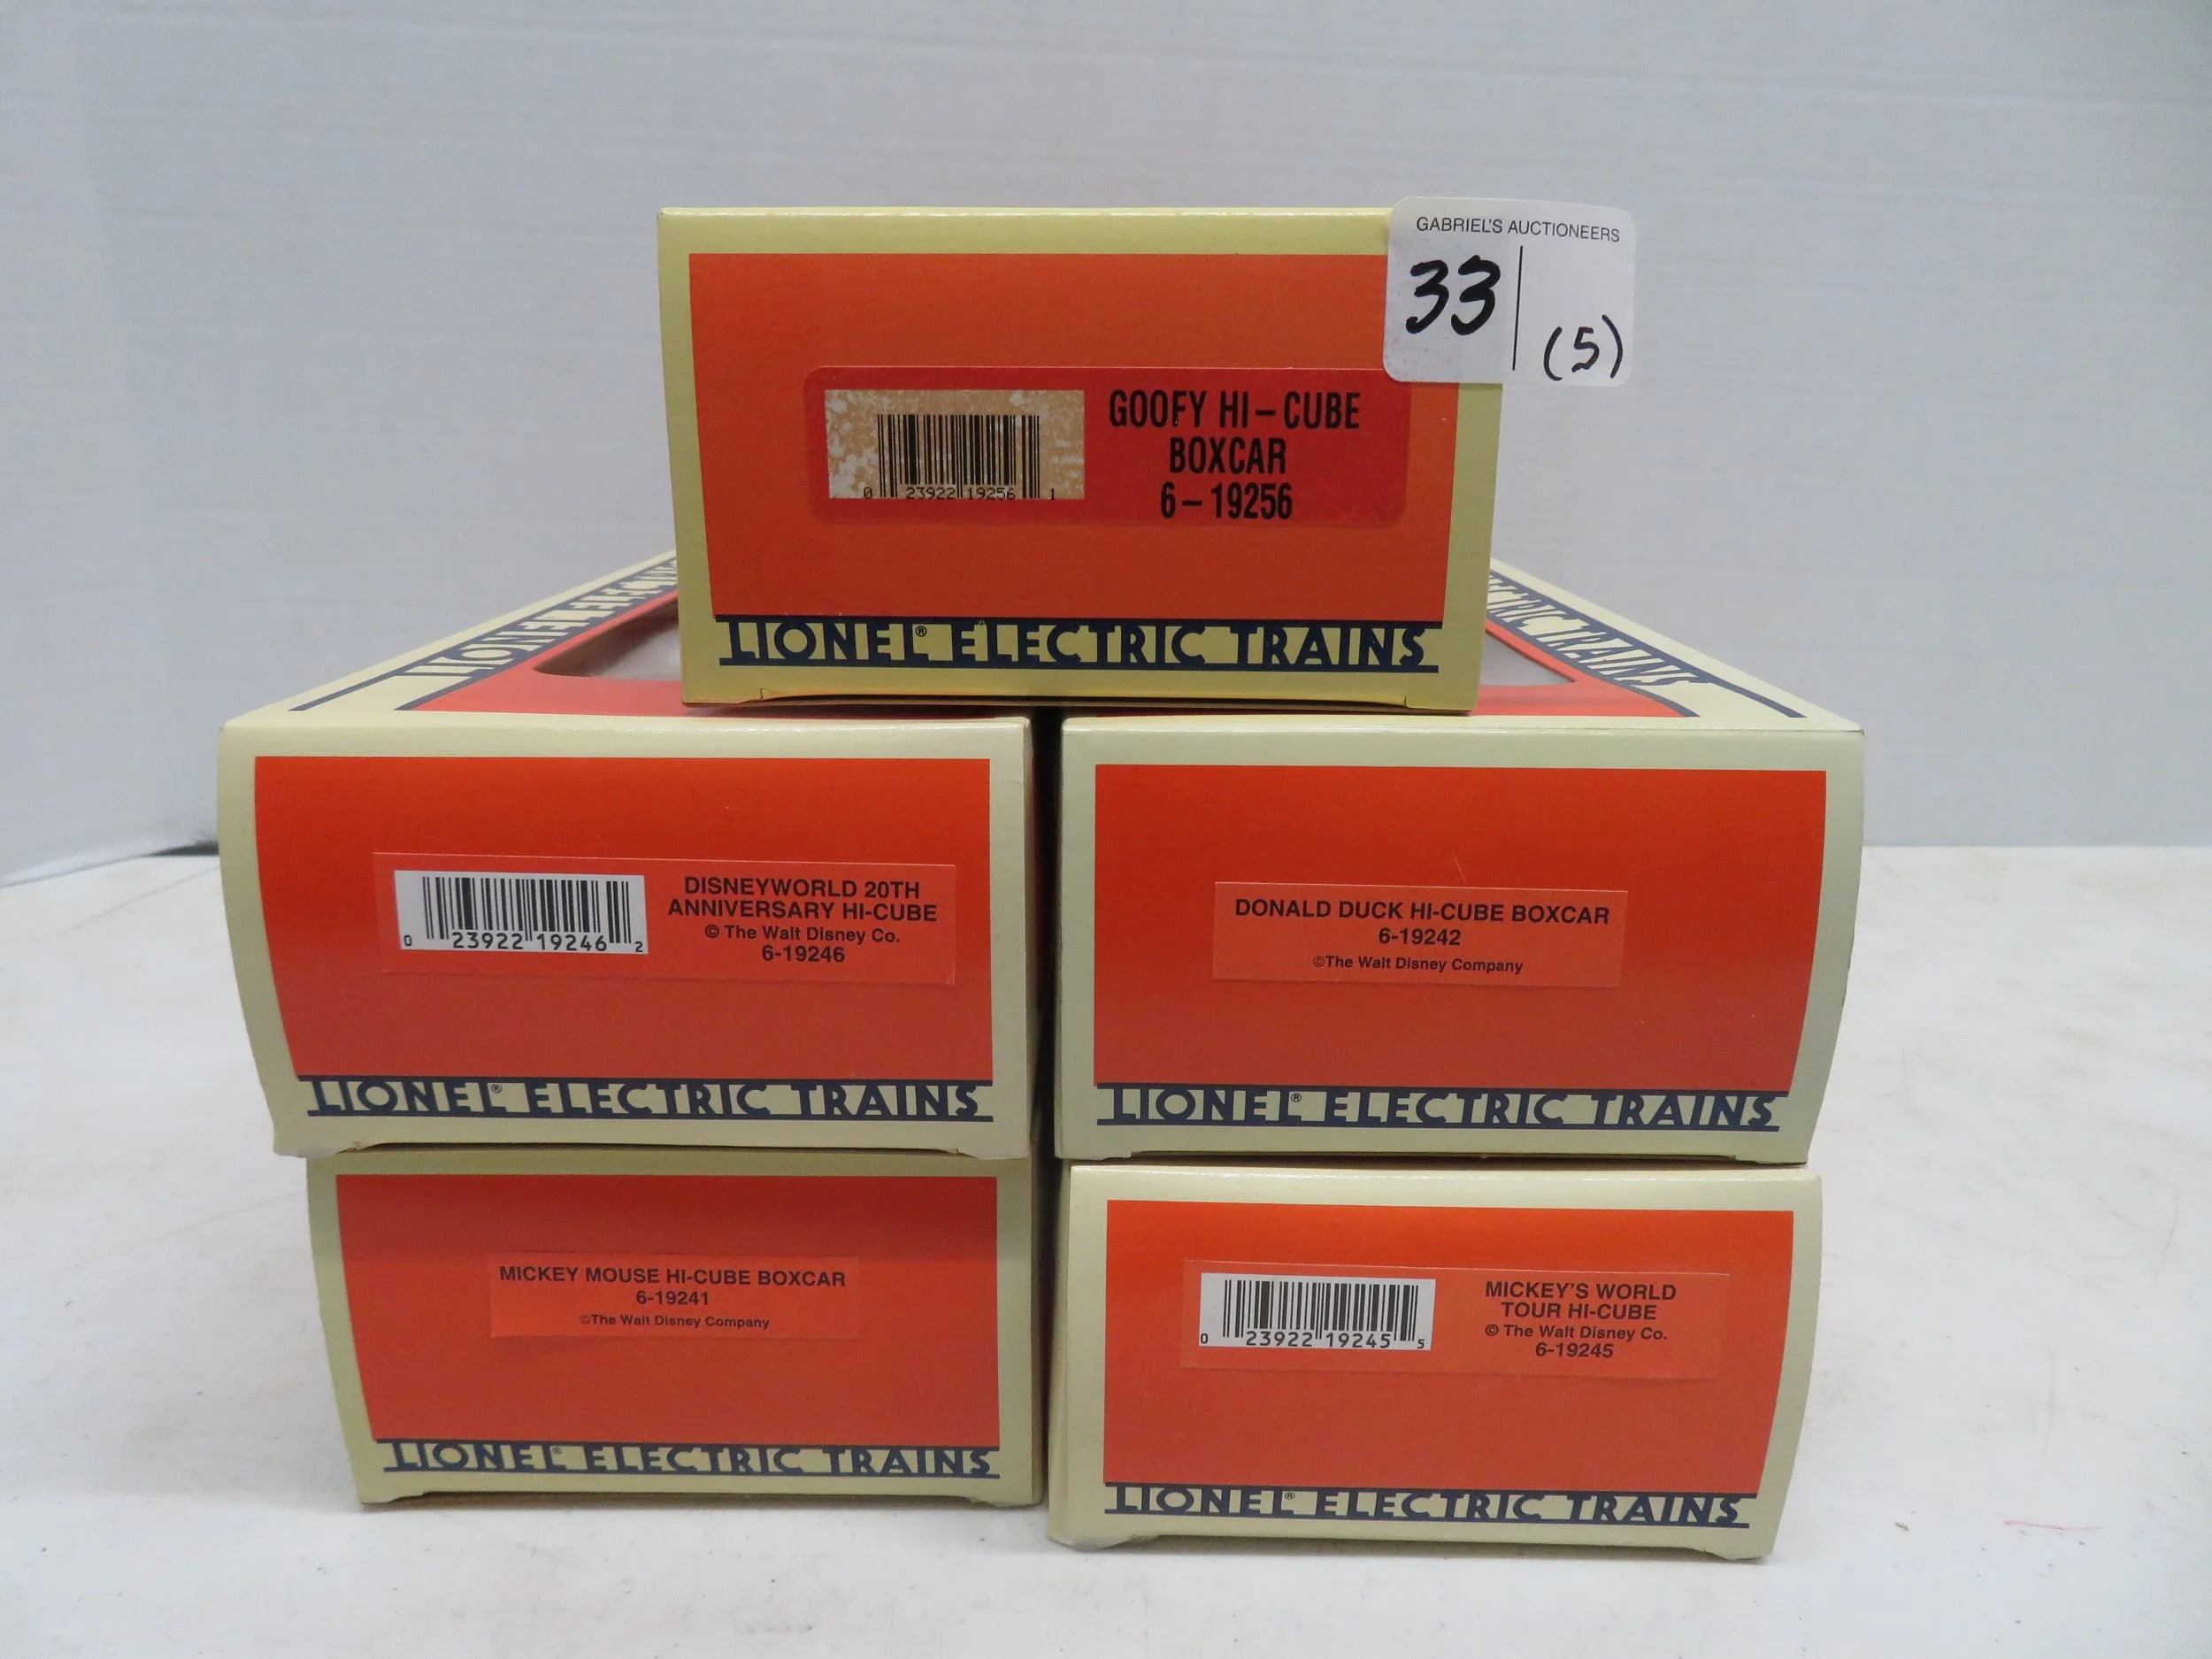 GABRIEL'S AUCTIONEERS
33
(5)
GOOFY HI-CUBE
BOXCAR
6-19256
0 23922 19256 1
LIONEL® ELECTRIC TRAINS
LIONEL
ELECTRIC TRAINS
DISNEYWORLD 20TH
ANNIVERSARY HI-CUBE
© The Walt Disney Co.
6-19246
0 23922 19246 2
LIONEL® ELECTRIC TRAINS
DONALD DUCK HI-CUBE BOXCAR
6-19242
©The Walt Disney Company
LIONEL® ELECTRIC TRAINS
MICKEY MOUSE HI-CUBE BOXCAR
6-19241
©The Walt Disney Company
LIONEL® ELECTRIC TRAINS
MICKEY'S WORLD
TOUR HI-CUBE
© The Walt Disney Co.
6-19245
0 23922 19245 5
LIONEL® ELECTRIC TRAINS